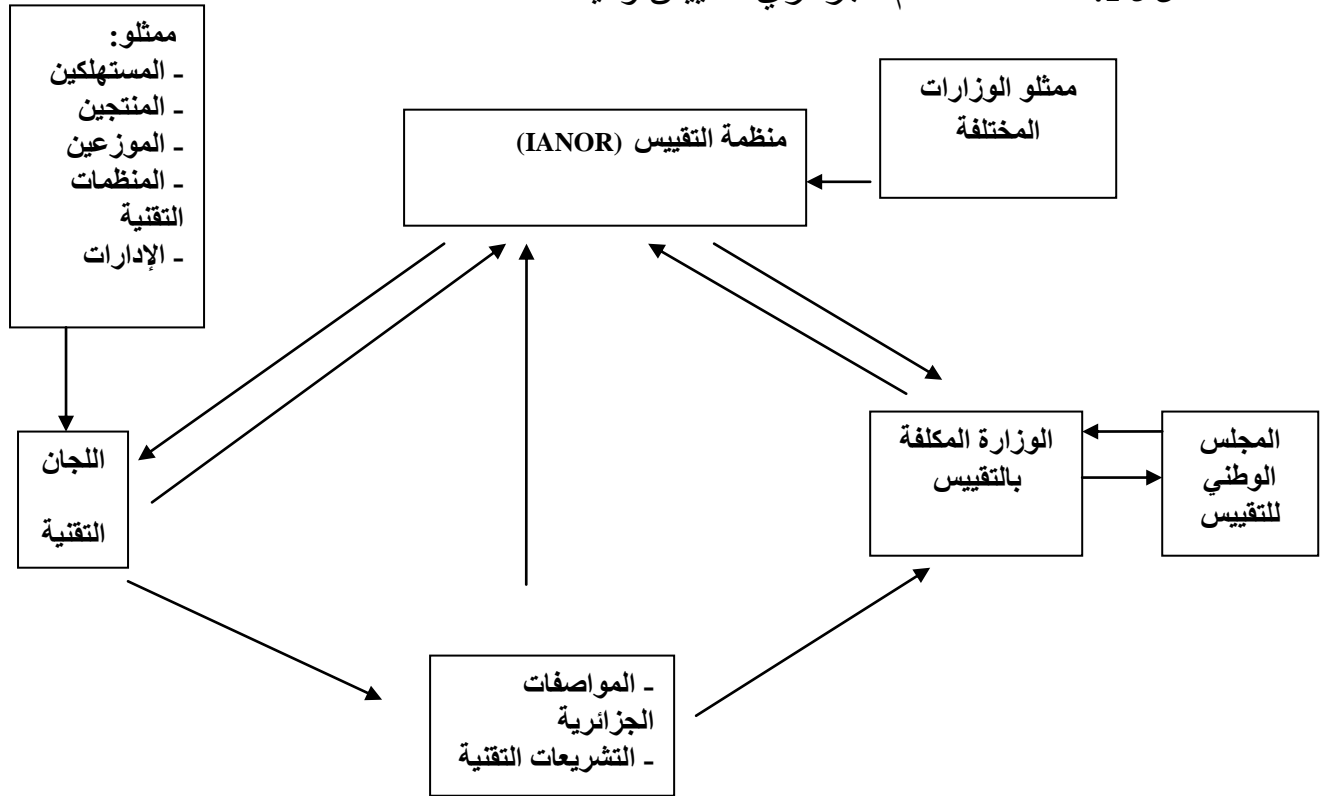 ممثلو:
- المستهلكين
- المنتجين
- الموزعين
- المنظمات
التقنية
- الإدارات
ممثلو الوزارات
المختلفة
منظمة التقييس (IANOR)
اللجان
التقنية
الوزارة المكلفة
بالتقييس
المجلس
الوطني
للتقييس
- المواصفات
الجزائرية
- التشريعات التقنية